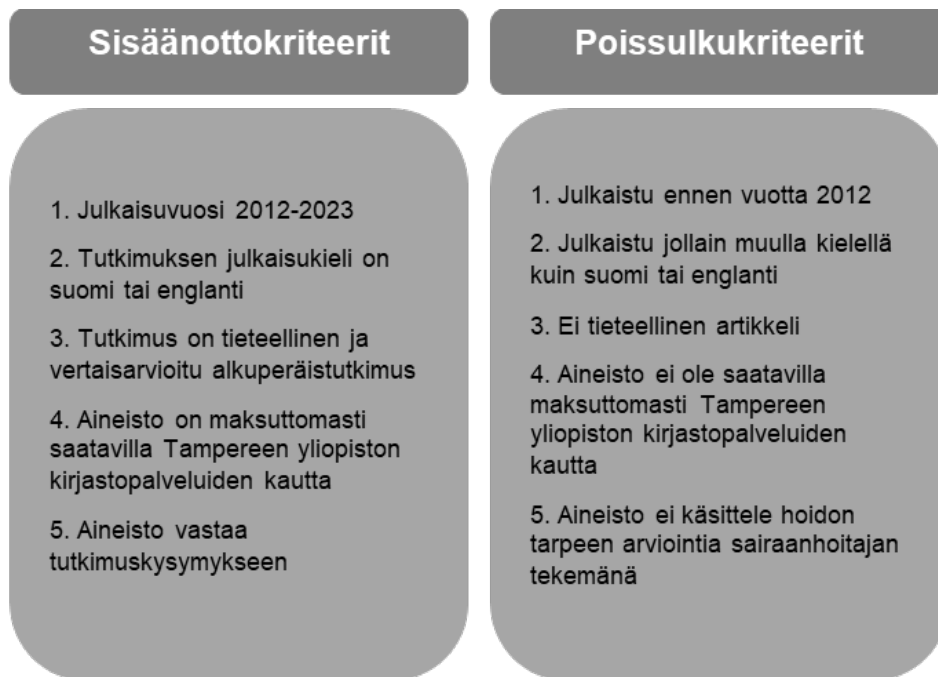 Sisäänottokriteerit
1. Julkaisuvuosi 2012-2023
2. Tutkimuksen julkaisukieli on
suomi tai englanti
3. Tutkimus on tieteellinen ja
vertaisarvioitu alkuperäistutkimus
4. Aineisto on maksuttomasti
saatavilla Tampereen yliopiston
kirjastopalveluiden kautta
5. Aineisto vastaa
tutkimuskysymykseen
Poissulkukriteerit
1. Julkaistu ennen vuotta 2012
2. Julkaistu jollain muulla kielellä
kuin suomi tai englanti
3. Ei tieteellinen artikkeli
4. Aineisto ei ole saatavilla
maksuttomasti Tampereen
yliopiston kirjastopalveluiden
kautta
5. Aineisto ei käsittele hoidon
tarpeen arviointia sairaanhoitajan
tekemänä